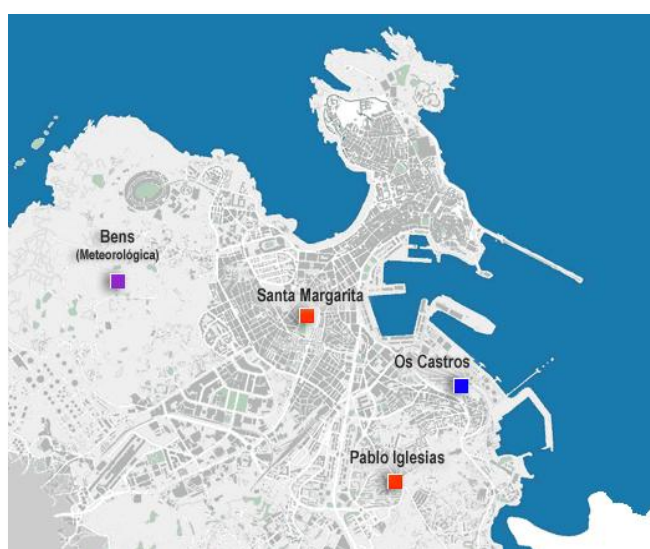 Bens
(Meteorológica)
Santa Margarita
Os Castros
Pablo Iglesias